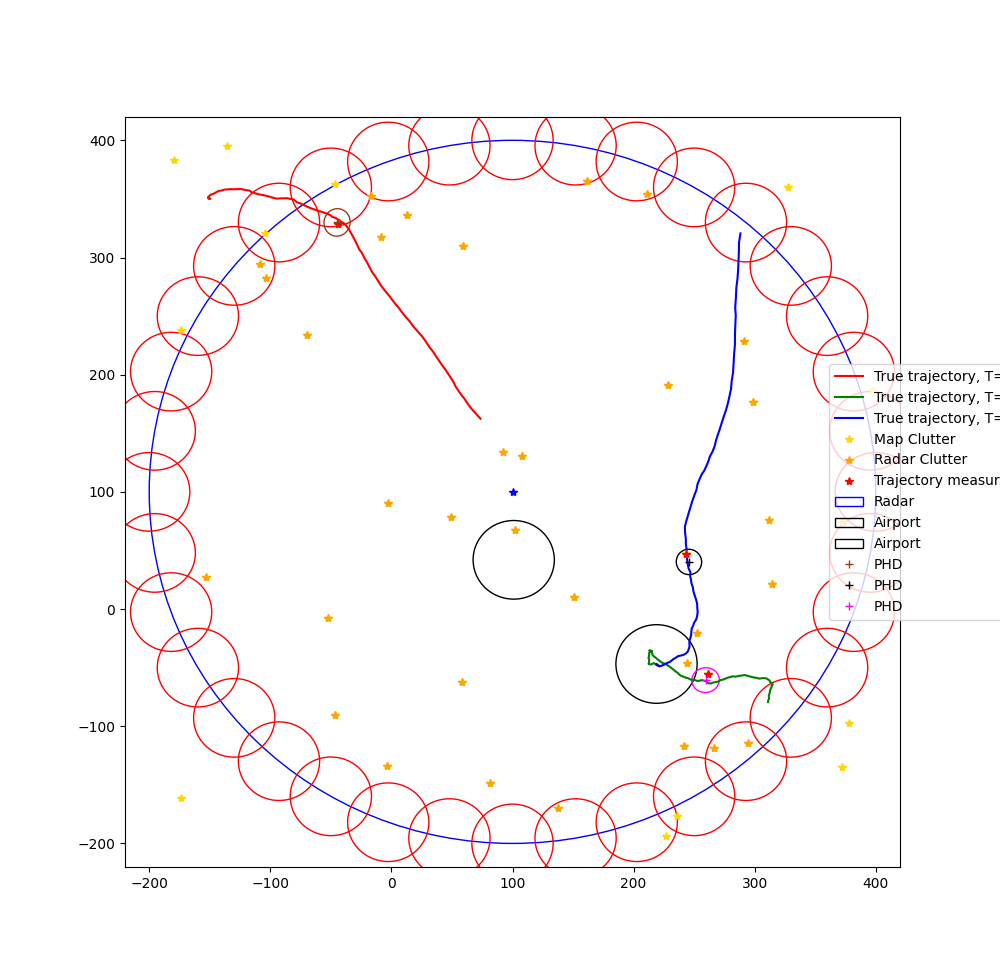 400
300
200
100
0
−100
−200
−200 −100 0 100 200 300 400
True trajectory, T=
True trajectory, T=
True trajectory, T=
Map Clutter
Radar Clutter
Trajectory measur
Radar
Airport
Airport
PHD
PHD
PHD